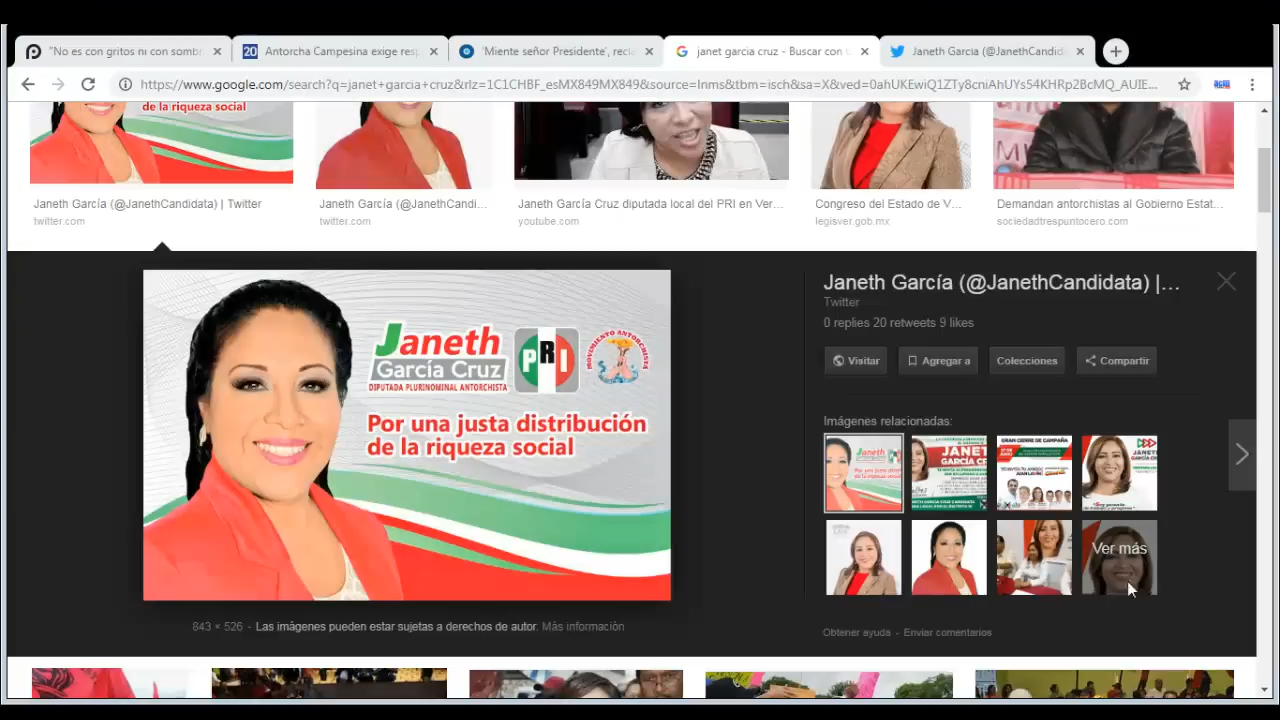 "No es con gritos ni con somb
Antorcha Campesina exige res
'Miente señor Presidente', recla
janet garcia cruz - Buscar con
Janeth Garcia (@JanethCandid
https://www.google.com/search?q=janet+garcia+cruz&rlz=1C1CHBF_esMX849MX849&source=lnms&tbm=isch&sa=X&ved=0ahUKEwiQ1ZTy8cniAhUYs54KHRp2BcMQ_AUIE...
de la riqueza social
Janeth García (@JanethCandidata) | Twitter
twitter.com
Janeth García (@JanethCandi...
twitter.com
Janeth García Cruz diputada local del PRI en Ver...
youtube.com
Congreso del Estado de V...
legisver.gob.mx
Demandan antorchistas al Gobierno Estat...
sociedadtrespuntocero.com
Janeth
García Cruz
DIPUTADA PLURINOMINAL ANTORCHISTA
PRI
MOVIMIENTO ANTORCHISTA
Por una justa distribución
de la riqueza social
843 × 526 - Las imágenes pueden estar sujetas a derechos de autor. Más información
Janeth García (@JanethCandidata) |...
Twitter
0 replies 20 retweets 9 likes
Visitar
Agregar a
Colecciones
Compartir
Imágenes relacionadas:
Janeth
GRAN CIERRE DE CAMPAÑA
Ver más
Obtener ayuda - Enviar comentarios